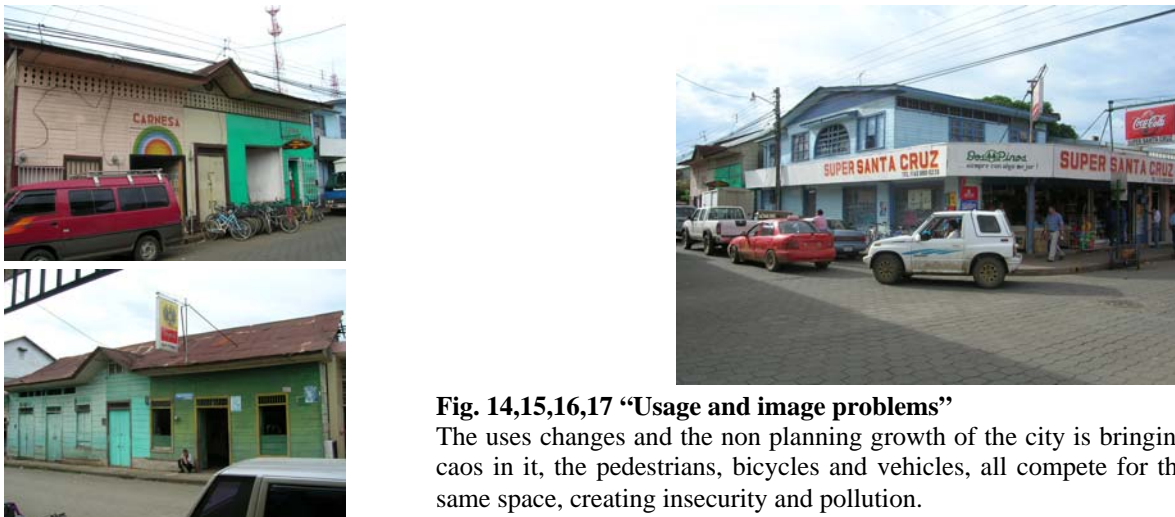 CARNESA
SUPER SANTA CRUZ
Dos Pinos
siempre con algo mejor!
SUPER SANTA CRUZ
Coca-Cola
Fig. 14,15,16,17 “Usage and image problems”
The uses changes and the non planning growth of the city is bringin
caos in it, the pedestrians, bicycles and vehicles, all compete for th
same space, creating insecurity and pollution.